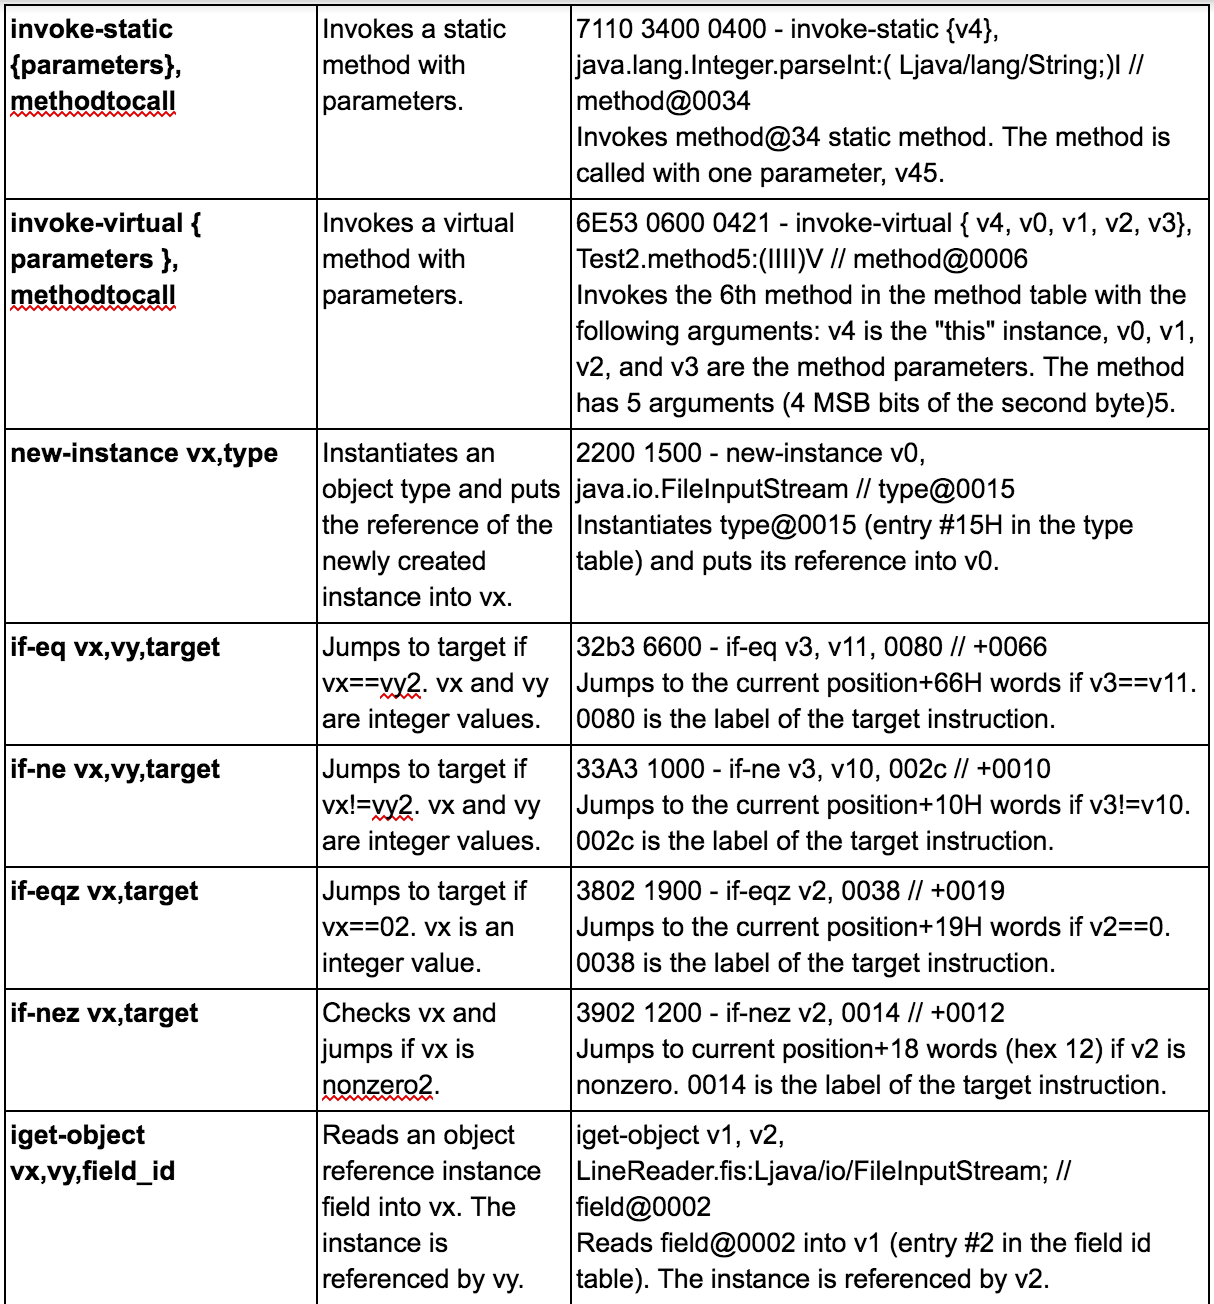 invoke-static
{parameters},
methodtocall
Invokes a static
method with
parameters.
7110 3400 0400 - invoke-static {v4},
java.lang.Integer.parseInt:( Ljava/lang/String;)I //
method@0034
Invokes method@34 static method. The method is
called with one parameter, v45.
invoke-virtual {
parameters },
methodtocall
Invokes a virtual
method with
parameters.
6E53 0600 0421 - invoke-virtual { v4, v0, v1, v2, v3},
Test2.method5:(IIII)V // method@0006
Invokes the 6th method in the method table with the
following arguments: v4 is the "this" instance, v0, v1,
v2, and v3 are the method parameters. The method
has 5 arguments (4 MSB bits of the second byte)5.
new-instance vx,type
Instantiates an
object type and puts
the reference of the
newly created
instance into vx.
2200 1500 - new-instance v0,
java.io.FileInputStream // type@0015
Instantiates type@0015 (entry #15H in the type
table) and puts its reference into v0.
if-eq vx,vy,target
Jumps to target if
vx==vy2. vx and vy
are integer values.
32b3 6600 - if-eq v3, v11, 0080 // +0066
Jumps to the current position+66H words if v3==v11.
0080 is the label of the target instruction.
if-ne vx,vy,target
Jumps to target if
vx!=vy2. vx and vy
are integer values.
33A3 1000 - if-ne v3, v10, 002c // +0010
Jumps to the current position+10H words if v3!=v10.
002c is the label of the target instruction.
if-eqz vx,target
Jumps to target if
vx==02. vx is an
integer value.
3802 1900 - if-eqz v2, 0038 // +0019
Jumps to the current position+19H words if v2==0.
0038 is the label of the target instruction.
if-nez vx,target
Checks vx and
jumps if vx is
nonzero2.
3902 1200 - if-nez v2, 0014 // +0012
Jumps to current position+18 words (hex 12) if v2 is
nonzero. 0014 is the label of the target instruction.
iget-object
vx,vy,field_id
Reads an object
reference instance
field into vx. The
instance is
referenced by vy.
iget-object v1, v2,
LineReader.fis:Ljava/io/FileInputStream; //
field@0002
Reads field@0002 into v1 (entry #2 in the field id
table). The instance is referenced by v2.